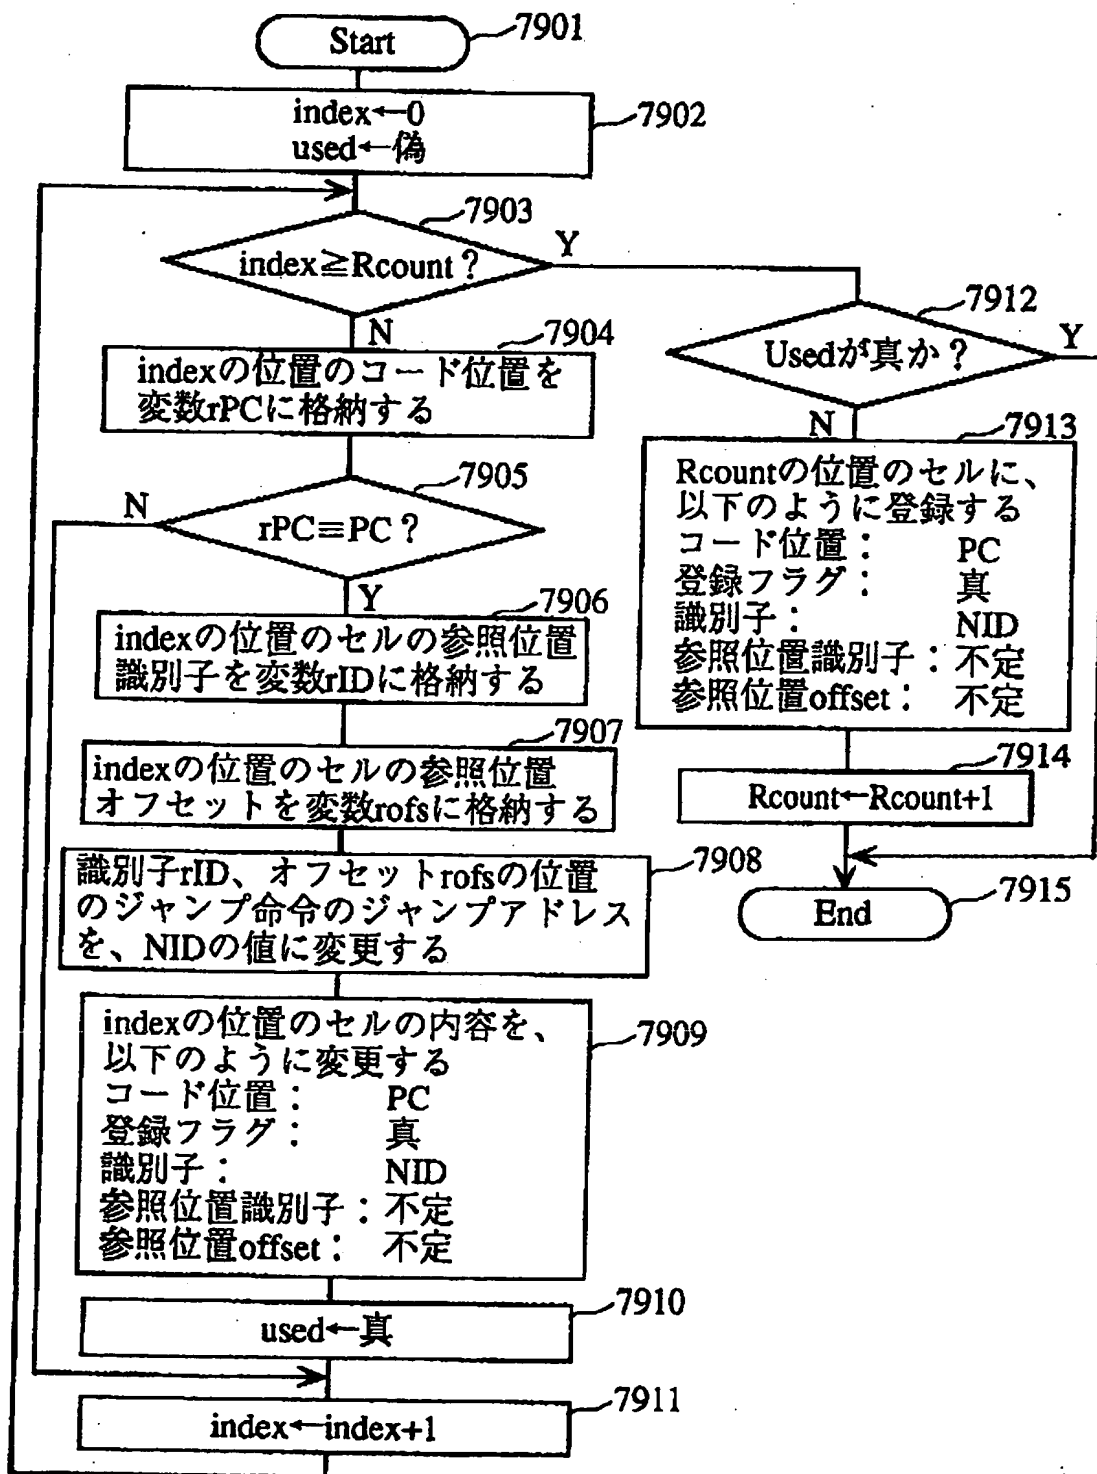 Start
7901
index←0
used←偽
7902
7903
index≧Rcount?
Y
N
7904
indexの位置のコード位置を
変数rPCに格納する
7905
rPC≡PC?
N
Y
7906
indexの位置のセルの参照位置
識別子を変数rIDに格納する
7907
indexの位置のセルの参照位置
オフセットを変数rofsに格納する
7908
識別子rID、オフセットrofsの位置
のジャンプ命令のジャンプアドレス
を、NIDの値に変更する
7909
indexの位置のセルの内容を、
以下のように変更する
コード位置: PC
登録フラグ: 真
識別子: NID
参照位置識別子:不定
参照位置offset: 不定
7910
used←真
7911
index←index+1
7912
Usedが真か?
Y
N
7913
Rcountの位置のセルに、
以下のように登録する
コード位置: PC
登録フラグ: 真
識別子: NID
参照位置識別子:不定
参照位置offset: 不定
7914
Rcount←Rcount+1
7915
End